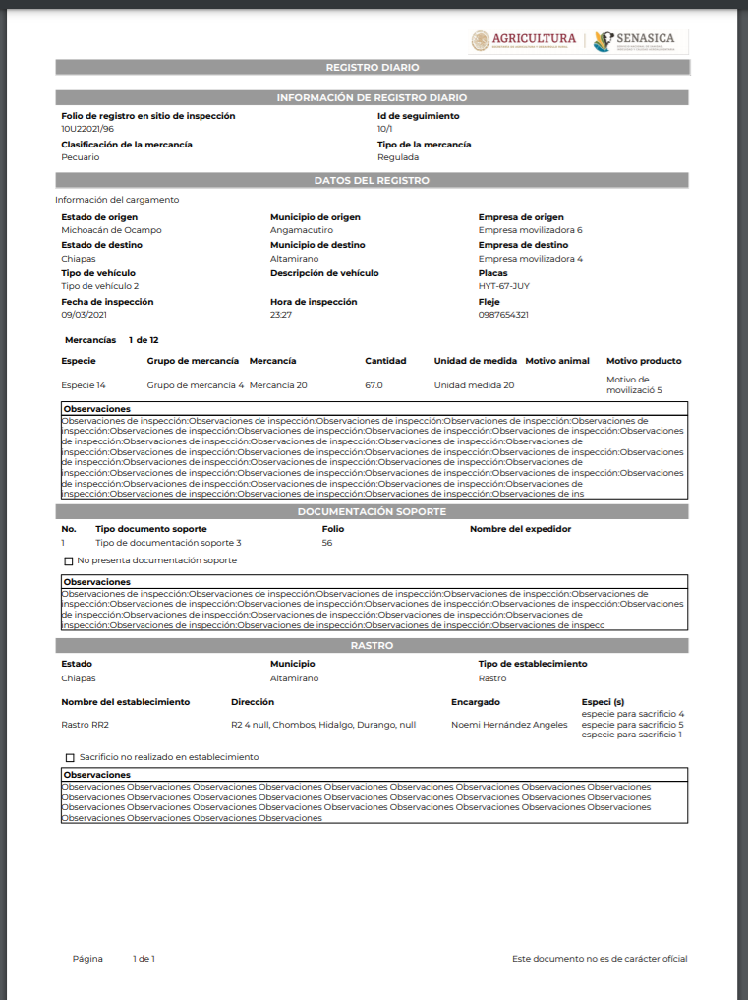 AGRICULTURA
SENASICA
REGISTRO DIARIO
INFORMACIÓN DE REGISTRO DIARIO
Folio de registro en sitio de inspección Id de seguimiento
10U22021/96 10/1
Clasificación de la mercancía Tipo de la mercancía
Pecuario Regulada
DATOS DEL REGISTRO
Información del cargamento
Estado de origen Municipio de origen Empresa de origen
Michoacán de Ocampo Angamacutiro Empresa movilizadora 6
Estado de destino Municipio de destino Empresa de destino
Chiapas Altamirano Empresa movilizadora 4
Tipo de vehículo Descripción de vehículo Placas
Tipo de vehículo 2 HYT-67-JUY
Fecha de inspección Hora de inspección Fleje
09/03/2021 23:27 0987654321
Mercancías 1 de 12
Especie Grupo de mercancía Mercancía Cantidad Unidad de medida Motivo animal Motivo producto
Especie 14 Grupo de mercancía 4 Mercancía 20 67.0 Unidad medida 20 Motivo de
movilizació 5
Observaciones
Observaciones de inspección:Observaciones de inspección:Observaciones de inspección:Observaciones de inspección:Observaciones de
inspección:Observaciones de inspección:Observaciones de inspección:Observaciones de inspección:Observaciones de inspección:Observaciones
de inspección:Observaciones de inspección:Observaciones de inspección:Observaciones de inspección:Observaciones de
inspección:Observaciones de inspección:Observaciones de inspección:Observaciones de inspección:Observaciones de inspección:Observaciones
de inspección:Observaciones de inspección:Observaciones de inspección:Observaciones de inspección:Observaciones de
inspección:Observaciones de inspección:Observaciones de inspección:Observaciones de inspección:Observaciones de inspección:Observaciones
de inspección:Observaciones de inspección:Observaciones de inspección:Observaciones de inspección:Observaciones de
inspección:Observaciones de inspección:Observaciones de inspección:Observaciones de inspección:Observaciones de ins
DOCUMENTACIÓN SOPORTE
No. Tipo documento soporte Folio Nombre del expedidor
1 Tipo de documentación soporte 3 56
No presenta documentación soporte
Observaciones
Observaciones de inspección:Observaciones de inspección:Observaciones de inspección:Observaciones de inspección:Observaciones de
inspección:Observaciones de inspección:Observaciones de inspección:Observaciones de inspección:Observaciones de inspección:Observaciones
de inspección:Observaciones de inspección:Observaciones de inspección:Observaciones de inspección:Observaciones de
inspección:Observaciones de inspección:Observaciones de inspección:Observaciones de inspección:Observaciones de inspecc
RASTRO
Estado Municipio Tipo de establecimiento
Chiapas Altamirano Rastro
Nombre del establecimiento Dirección Encargado Especi (s)
Rastro RR2 R2 4 null, Chombos, Hidalgo, Durango, null Noemi Hernández Angeles especie para sacrificio 4
especie para sacrificio 5
especie para sacrificio 1
Sacrificio no realizado en establecimiento
Observaciones
Observaciones Observaciones Observaciones Observaciones Observaciones Observaciones Observaciones Observaciones Observaciones
Observaciones Observaciones Observaciones Observaciones Observaciones Observaciones Observaciones Observaciones Observaciones
Observaciones Observaciones Observaciones Observaciones Observaciones Observaciones Observaciones Observaciones Observaciones
Observaciones Observaciones Observaciones Observaciones
Página 1 de 1 Este documento no es de carácter oficial